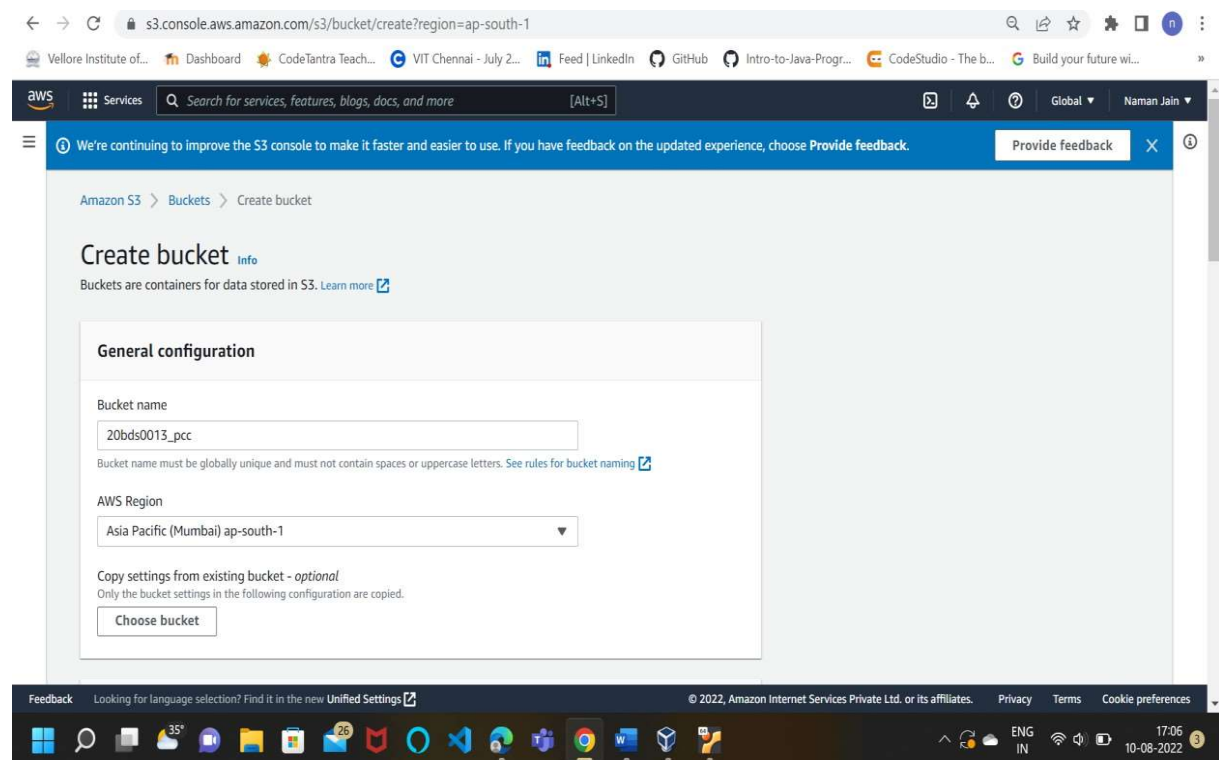 s3.console.aws.amazon.com/s3/bucket/create?region=ap-south-1
n
Vellore Institute of... Dashboard CodeTantra Teach... VIT Chennai - July 2... Feed | LinkedIn GitHub Intro-to-Java-Progr... CodeStudio - The b... Build your future wi... »
aws Services Search for services, features, blogs, docs, and more [Alt+S] Global ▼ Naman Jain ▼
We're continuing to improve the S3 console to make it faster and easier to use. If you have feedback on the updated experience, choose Provide feedback. Provide feedback X
Amazon S3 > Buckets > Create bucket
Create bucket Info
Buckets are containers for data stored in S3. Learn more
General configuration
Bucket name
20bds0013_pcc
Bucket name must be globally unique and must not contain spaces or uppercase letters. See rules for bucket naming
AWS Region
Asia Pacific (Mumbai) ap-south-1
Copy settings from existing bucket - optional
Only the bucket settings in the following configuration are copied.
Choose bucket
Feedback Looking for language selection? Find it in the new Unified Settings © 2022, Amazon Internet Services Private Ltd. or its affiliates. Privacy Terms Cookie preferences
35° 26 ENG 17:06
IN 10-08-2022 3